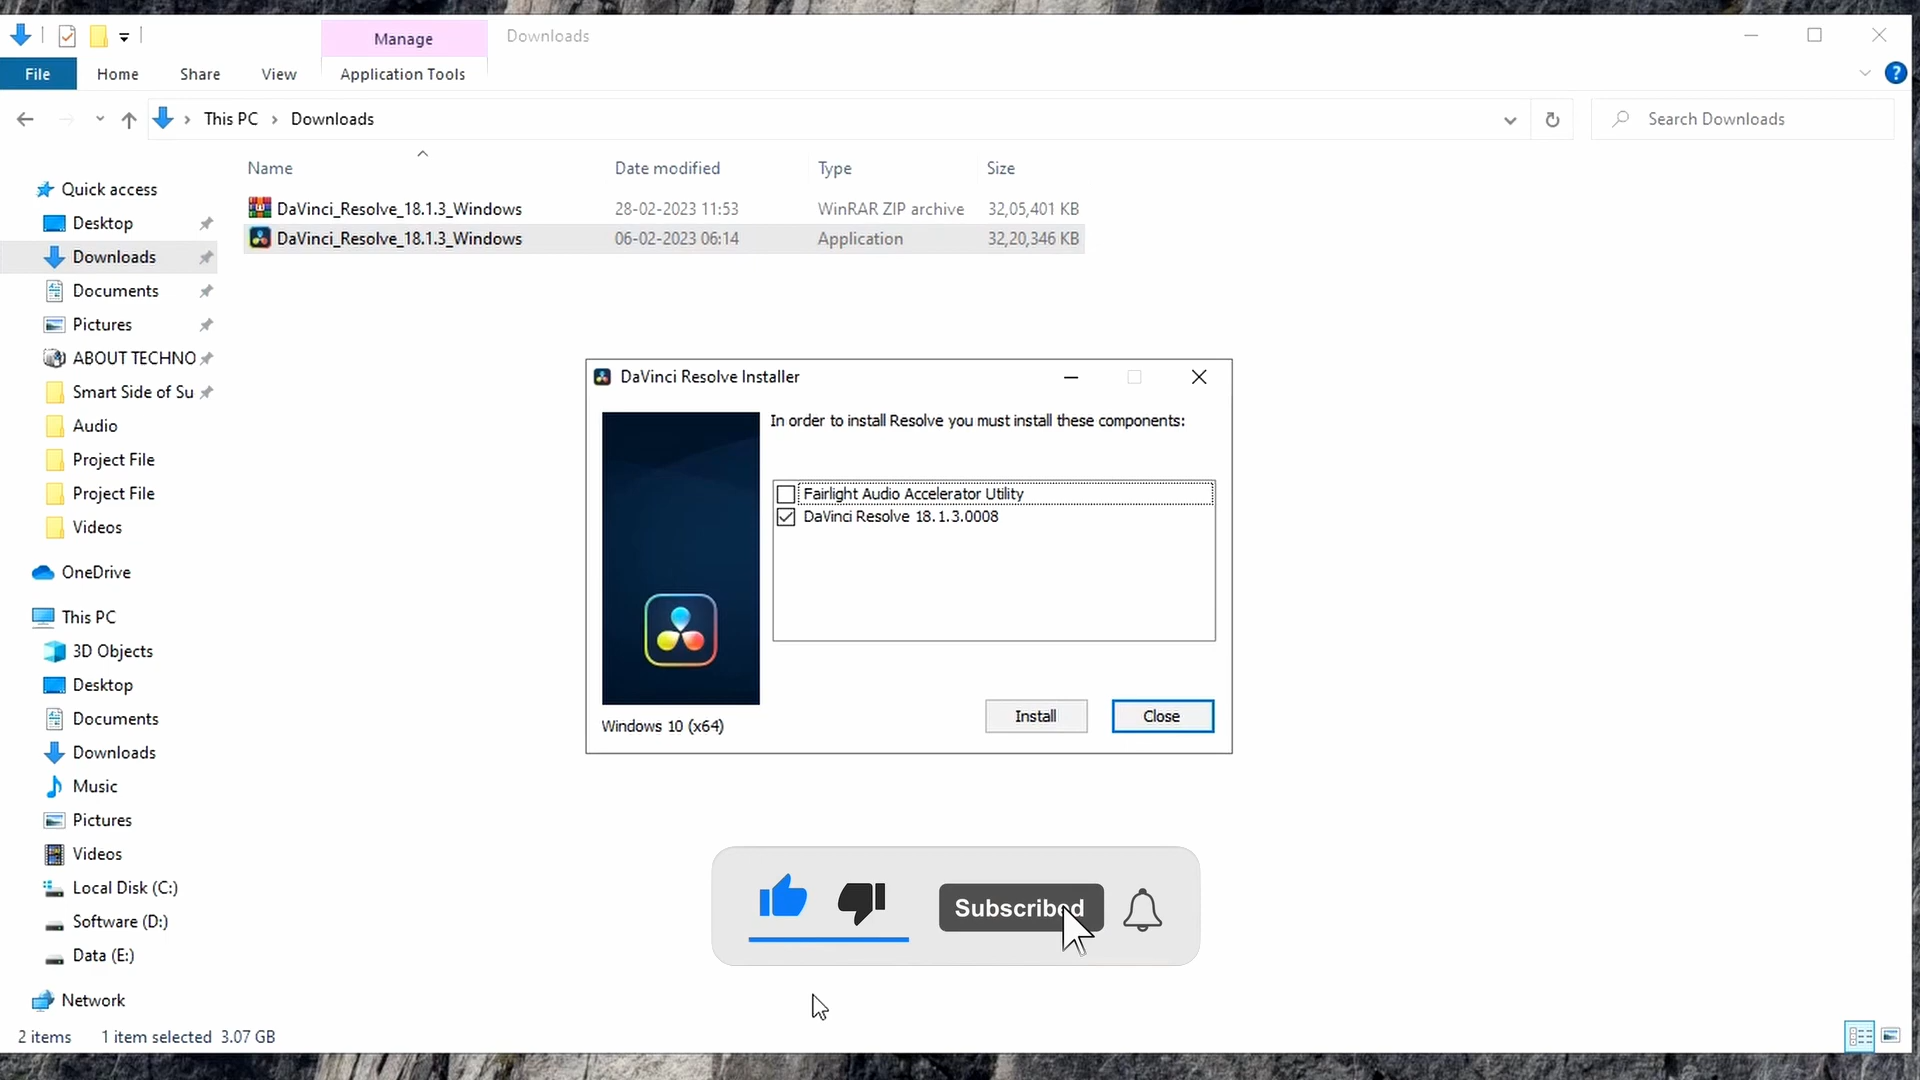 Manage
Downloads
File
Home
Share
View
Application Tools
This PC
Downloads
Search Downloads
Name
Date modified
Type
Size
DaVinci_Resolve_18.1.3_Windows
28-02-2023 11:53
WinRAR ZIP archive
32,05,401 KB
DaVinci_Resolve_18.1.3_Windows
06-02-2023 06:14
Application
32,20,346 KB
Quick access
Desktop
Downloads
Documents
Pictures
ABOUT TECHNO
Smart Side of Su
Audio
Project File
Project File
Videos
OneDrive
This PC
3D Objects
Desktop
Documents
Downloads
Music
Pictures
Videos
Local Disk (C:)
Software (D:)
Data (E:)
Network
DaVinci Resolve Installer
In order to install Resolve you must install these components:
Fairlight Audio Accelerator Utility
DaVinci Resolve 18.1.3.0008
Windows 10 (x64)
Install
Close
Subscribed
2 items
1 item selected 3.07 GB